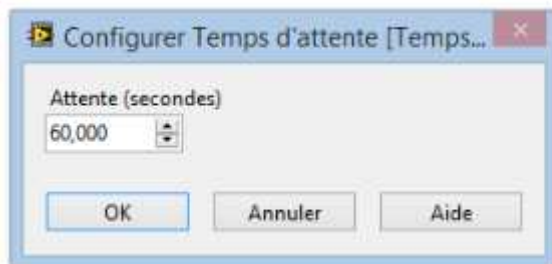 Configurer Temps d'attente [Temps...
Attente (secondes)
60,000
OK Annuler Aide